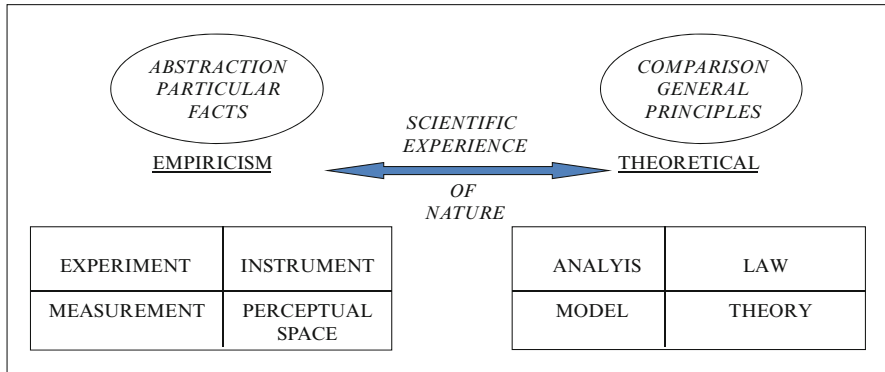 ABSTRACTION
PARTICULAR
FACTS
COMPARISON
GENERAL
PRINCIPLES
SCIENTIFIC
EXPERIENCE
EMPIRICISM
THEORETICAL
OF
NATURE
EXPERIMENT
INSTRUMENT
MEASUREMENT
PERCEPTUAL
SPACE
ANALYIS
LAW
MODEL
THEORY